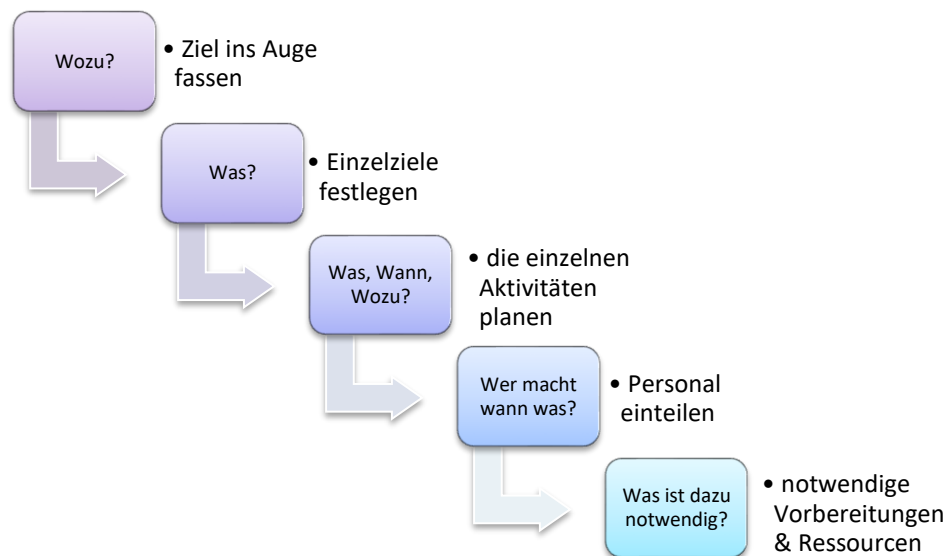 Wozu?
• Ziel ins Auge
fassen
Was?
• Einzelziele
festlegen
Was, Wann,
Wozu?
• die einzelnen
Aktivitäten
planen
Wer macht
wann was?
• Personal
einteilen
Was ist dazu
notwendig?
• notwendige
Vorbereitungen
& Ressourcen